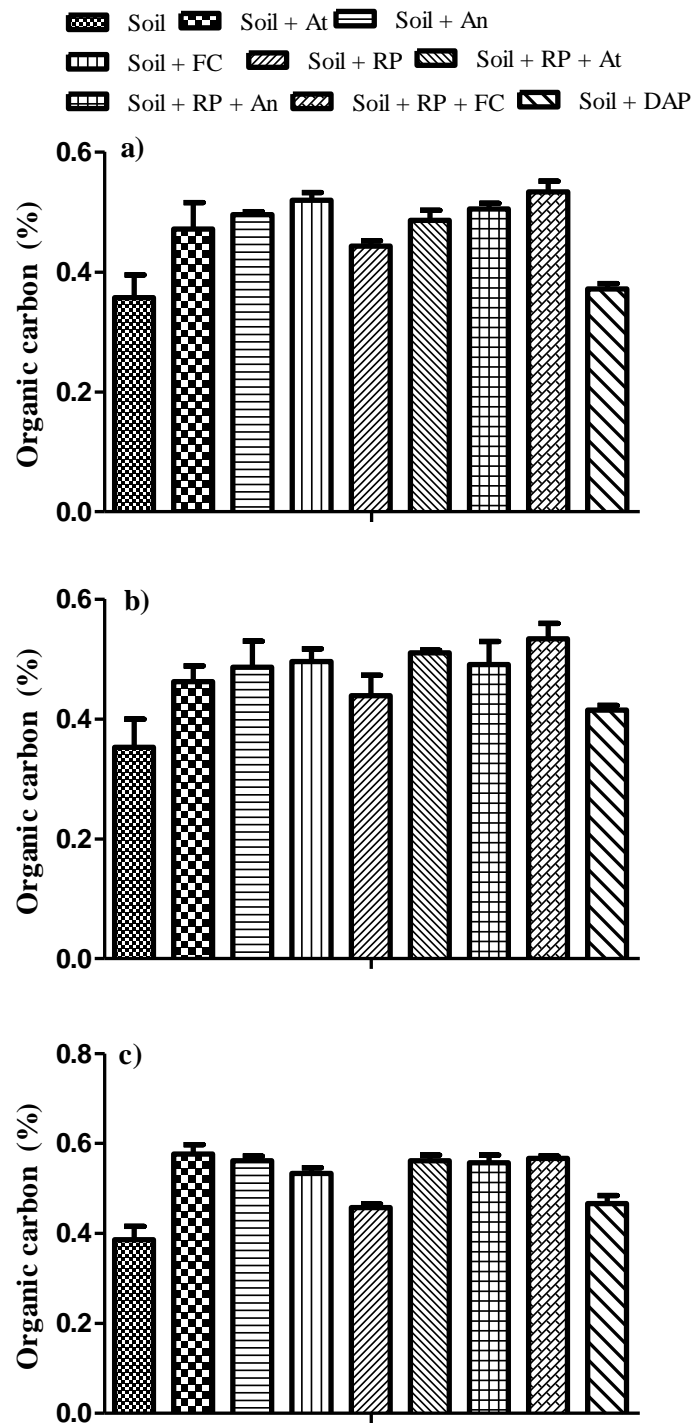 Soil Soil + At Soil + An
Soil + FC Soil + RP Soil + RP + At
Soil + RP + An Soil + RP + FC Soil + DAP
a)
0.6
0.4
0.2
0.0
Organic carbon (%)
b)
0.6
0.4
0.2
0.0
Organic carbon (%)
c)
0.8
0.6
0.4
0.2
0.0
Organic carbon (%)